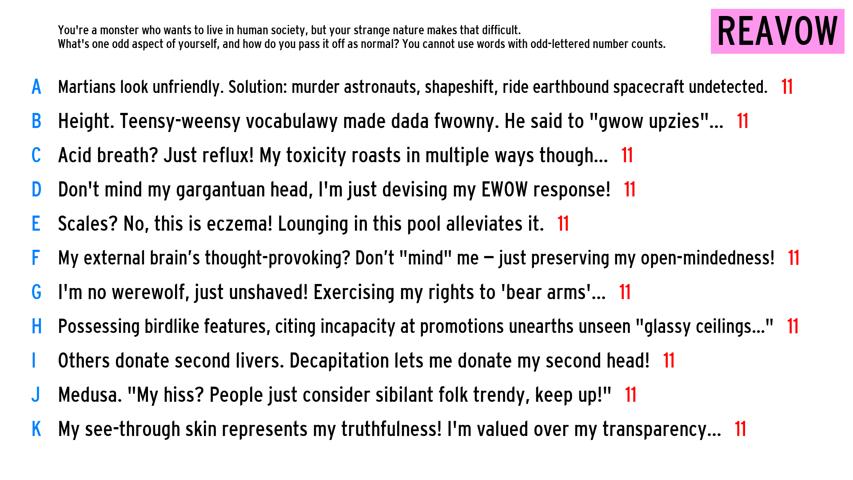 You're a monster who wants to live in human society, but your strange nature makes that difficult.
What's one odd aspect of yourself, and how do you pass it off as normal? You cannot use words with odd-lettered number counts.
REAVOW
A Martians look unfriendly. Solution: murder astronauts, shapeshift, ride earthbound spacecraft undetected. 11
B Height. Teensy-weensy vocabulawy made dada fwowny. He said to "gwow upzies"... 11
C Acid breath? Just reflux! My toxicity roasts in multiple ways though... 11
D Don't mind my gargantuan head, I'm just devising my EWOW response! 11
E Scales? No, this is eczema! Lounging in this pool alleviates it. 11
F My external brain’s thought-provoking? Don’t "mind" me – just preserving my open-mindedness! 11
G I'm no werewolf, just unshaved! Exercising my rights to 'bear arms'... 11
H Possessing birdlike features, citing incapacity at promotions unearths unseen "glassy ceilings..." 11
I Others donate second livers. Decapitation lets me donate my second head! 11
J Medusa. "My hiss? People just consider sibilant folk trendy, keep up!" 11
K My see-through skin represents my truthfulness! I'm valued over my transparency... 11